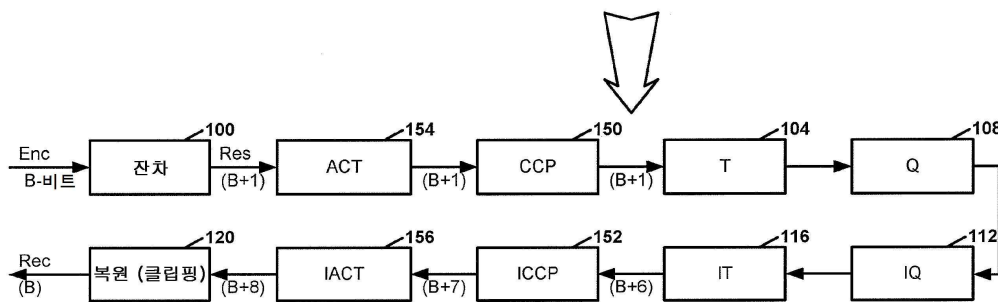 100
154
150
104
108
Enc
잔차
Res
ACT
CCP
T
Q
B-비트
(B+1)
(B+1)
(B+1)
120
156
152
116
112
Rec
복원 (클립핑)
IACT
ICCP
IT
IQ
(B)
(B+8)
(B+7)
(B+6)